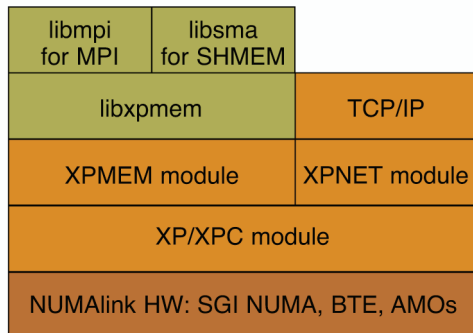 libmpi
for MPI
libsma
for SHMEM
libxpmem
TCP/IP
XPMEM module
XPNET module
XP/XPC module
NUMAlink HW: SGI NUMA, BTE, AMOs